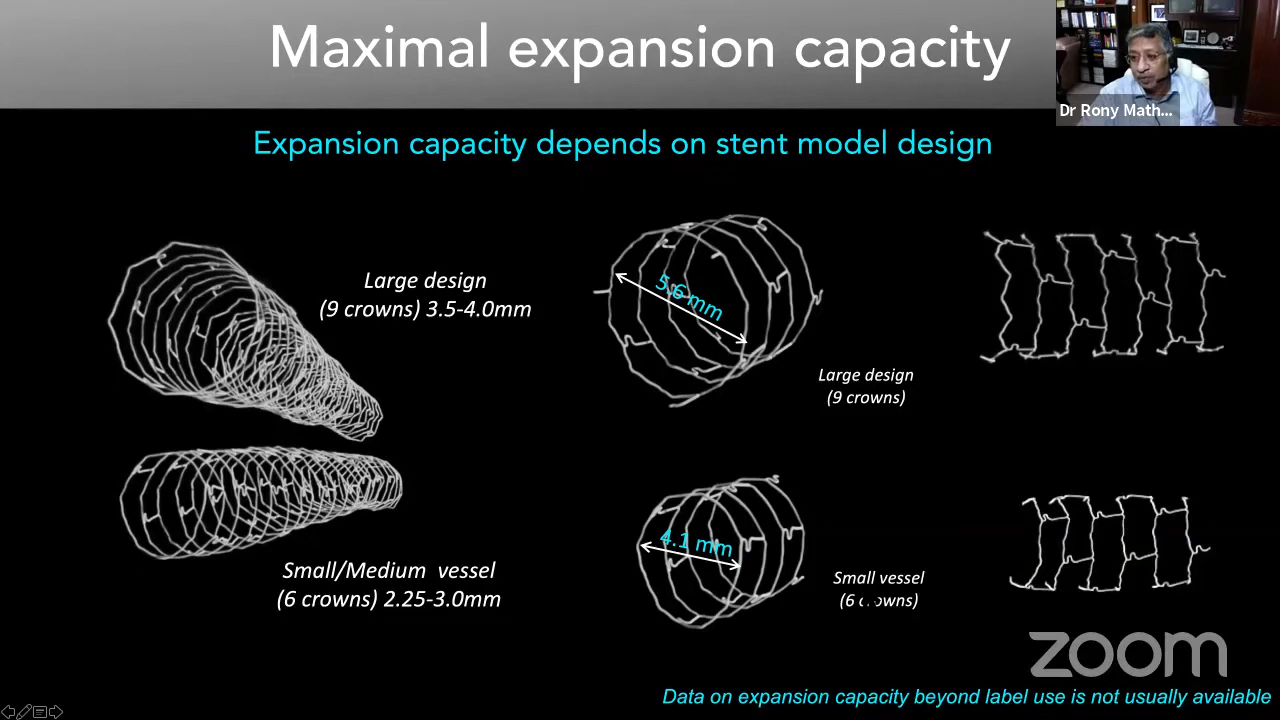 Maximal expansion capacity
Dr Rony Math...
Expansion capacity depends on stent model design
Large design
(9 crowns) 3.5-4.0mm
5.6 mm
Large design
(9 crowns)
Small/Medium vessel
(6 crowns) 2.25-3.0mm
4.1 mm
Small vessel
(6 crowns)
zoom
Data on expansion capacity beyond label use is not usually available